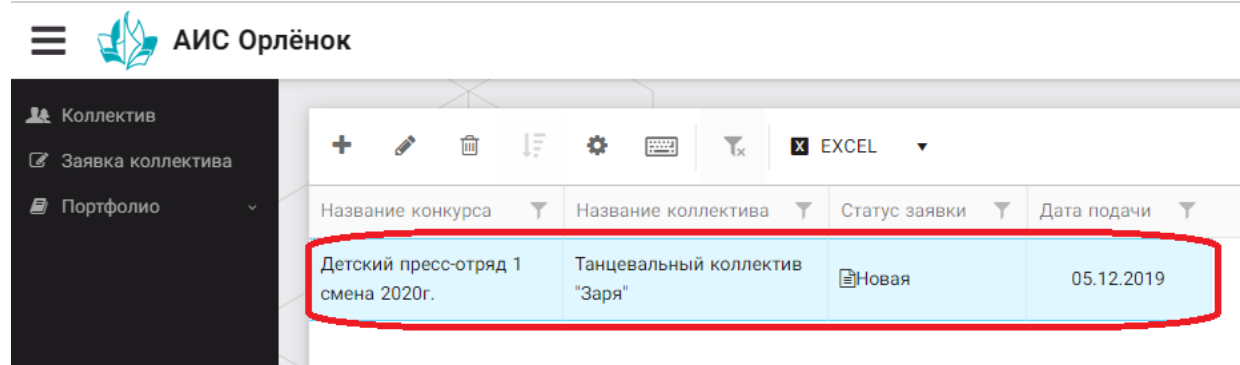 АИС Орлёнок
Коллектив
Заявка коллектива
Портфолио
X EXCEL
Название конкурса
Название коллектива
Статус заявки
Дата подачи
Детский пресс-отряд 1
смена 2020г.
Танцевальный коллектив
"Заря"
Новая
05.12.2019